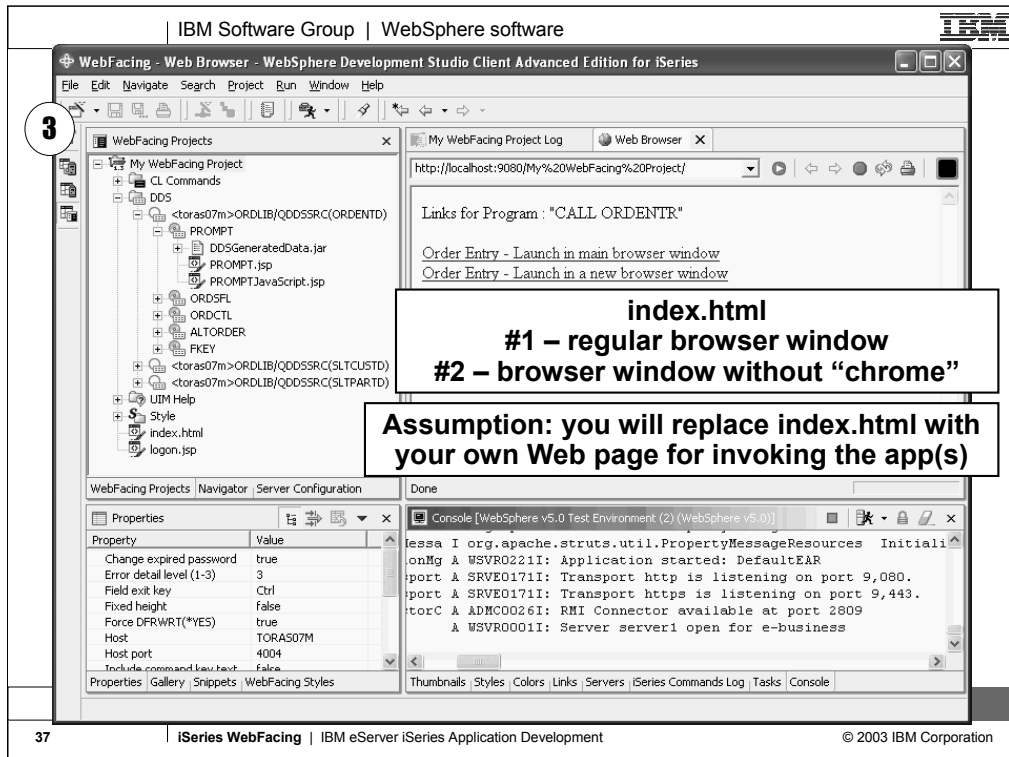 IBM Software Group | WebSphere software
IBM
WebFacing - Web Browser - WebSphere Development Studio Client Advanced Edition for iSeries
File Edit Navigate Search Project Run Window Help
3
WebFacing Projects
My WebFacing Project
CL Commands
DDS
<toras07m>ORDLIB/QDDSSRC(ORDENTD)
PROMPT
DDSGeneratedData.jar
PROMPT.jsp
PROMPTJavaScript.jsp
ORDSFL
ORDCTL
ALTORDER
FKEY
<toras07m>ORDLIB/QDDSSRC(SLTCUSTD)
<toras07m>ORDLIB/QDDSSRC(SLTPARTD)
UIM Help
Style
index.html
logon.jsp
WebFacing Projects Navigator Server Configuration
My WebFacing Project Log Web Browser
http://localhost:9080/My%20WebFacing%20Project/
Links for Program : "CALL ORDENTR"
Order Entry - Launch in main browser window
Order Entry - Launch in a new browser window
index.html
#1 – regular browser window
#2 – browser window without “chrome”
Assumption: you will replace index.html with
your own Web page for invoking the app(s)
Done
Properties
Property Value
Change expired password true
Error detail level (1-3) 3
Field exit key Ctrl
Fixed height false
Force DFRWRT(*YES) true
Host TORAS07M
Host port 4004
Include command key text false
Properties Gallery Snippets WebFacing Styles
Console [WebSphere v5.0 Test Environment (2) (WebSphere v5.0)]
essa I org.apache.struts.util.PropertyMessageResources Initiali
onMg A WSVR0221I: Application started: DefaultEAR
port A SRVE0171I: Transport http is listening on port 9,080.
port A SRVE0171I: Transport https is listening on port 9,443.
torC A ADMC0026I: RMI Connector available at port 2809
A WSVR0001I: Server server1 open for e-business
Thumbnails Styles Colors Links Servers iSeries Commands Log Tasks Console
37 iSeries WebFacing | IBM eServer iSeries Application Development © 2003 IBM Corporation